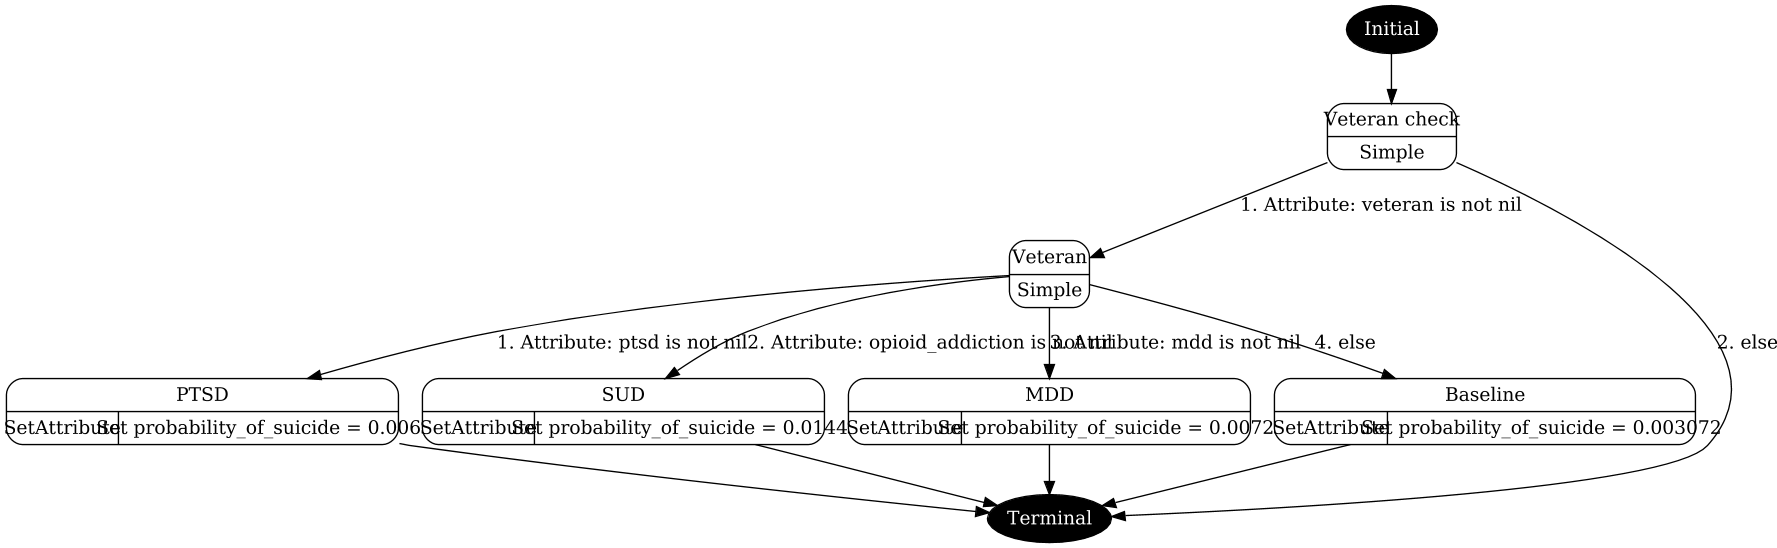 Initial
Veteran check
Simple
1. Attribute: veteran is not nil
Veteran
Simple
1. Attribute: ptsd is not nil
2. Attribute: opioid_addiction is not nil
3. Attribute: mdd is not nil
4. else
2. else
PTSD
SetAttribute
Set probability_of_suicide = 0.006
SUD
SetAttribute
Set probability_of_suicide = 0.0144
MDD
SetAttribute
Set probability_of_suicide = 0.0072
Baseline
SetAttribute
Set probability_of_suicide = 0.003072
Terminal